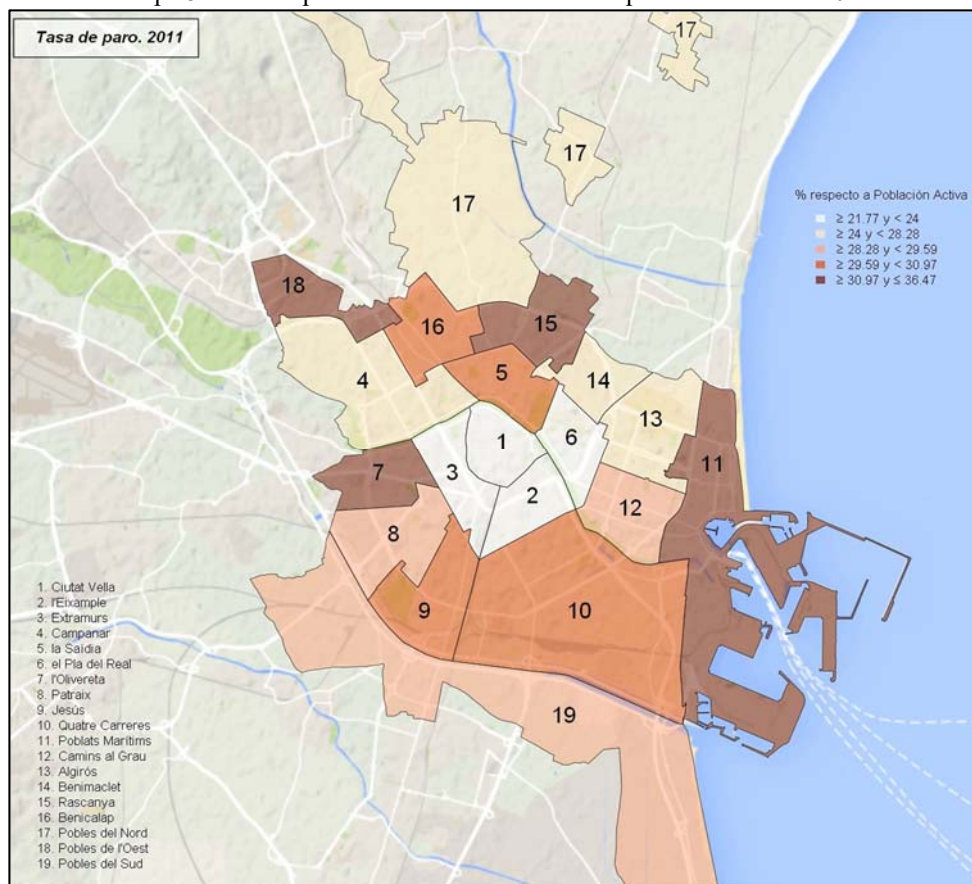 Tasa de paro. 2011
17
17
17
% respecto a Población Activa
≥ 21.77 y < 24
≥ 24 y < 28.28
≥ 28.28 y < 29.59
≥ 29.59 y < 30.97
≥ 30.97 y ≤ 36.47
18
16
15
5
14
4
13
1
6
3
11
7
2
12
8
9
10
19
1. Ciutat Vella
2. l'Eixample
3. Extramurs
4. Campanar
5. la Saïdia
6. el Pla del Real
7. l'Olivereta
8. Patraix
9. Jesús
10. Quatre Carreres
11. Poblats Marítims
12. Camins al Grau
13. Algirós
14. Benimaclet
15. Rascanya
16. Benicalap
17. Pobles del Nord
18. Pobles de l'Oest
19. Pobles del Sud